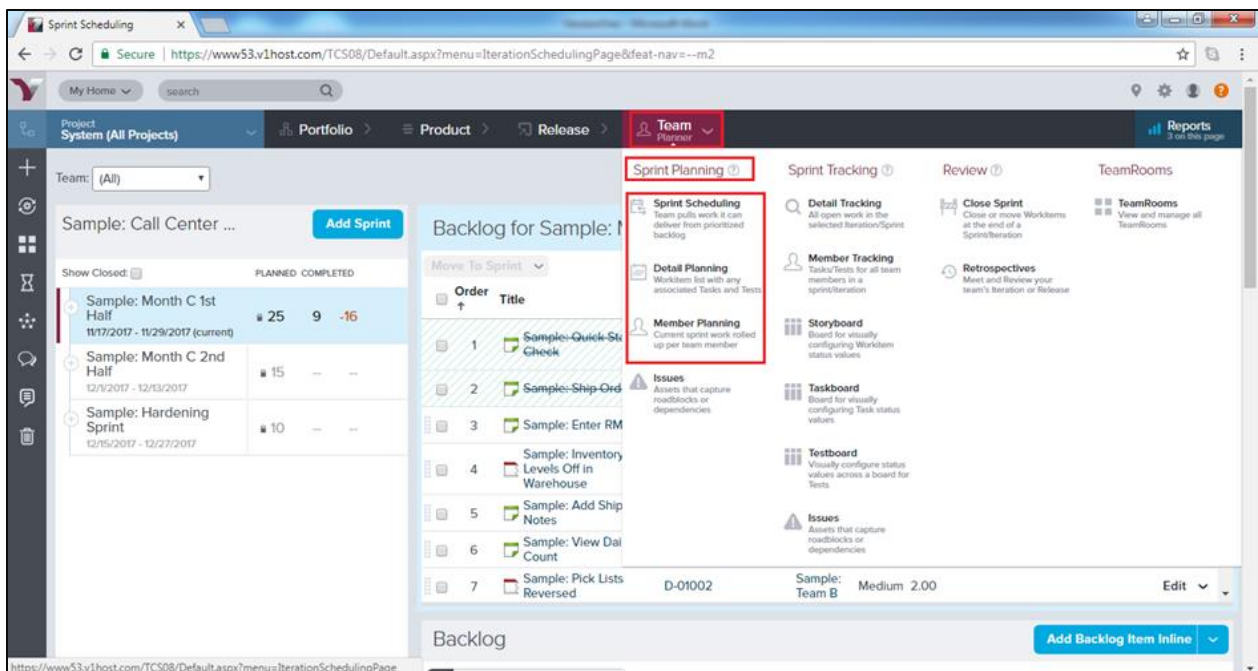 Sprint Scheduling
Secure | https://www53.v1host.com/TCS08/Default.aspx?menu=IterationSchedulingPage&feat-nav=--m2
My Home
search
Project
System (All Projects)
Portfolio
Product
Release
Team
Planner
Reports
3 on this page
Team: (All)
Sample: Call Center ...
Add Sprint
Show Closed:
PLANNED COMPLETED
Sample: Month C 1st
Half
11/17/2017 - 11/29/2017 (current)
25 9 -16
Sample: Month C 2nd
Half
12/1/2017 - 12/13/2017
15 -- --
Sample: Hardening
Sprint
12/15/2017 - 12/27/2017
10 -- --
Backlog for Sample:
Move To Sprint
Order Title
1 Sample: Quick Sta
Check
2 Sample: Ship Ord
3 Sample: Enter RM
4 Sample: Inventory
Levels Off in
Warehouse
5 Sample: Add Ship
Notes
6 Sample: View Dai
Count
7 Sample: Pick Lists
Reversed
D-01002
Sample:
Team B
Medium 2.00
Edit
Sprint Planning
Sprint Scheduling
Team pulls work it can
deliver from prioritized
backlog
Detail Planning
Workitem list with any
associated Tasks and Tests
Member Planning
Current sprint work rolled
up per team member
Issues
Assets that capture
roadblocks or
dependencies
Sprint Tracking
Detail Tracking
All open work in the
selected Iteration/Sprint
Member Tracking
Tasks/Tests for all team
members in a
sprint/iteration
Storyboard
Board for visually
configuring Workitem
status values
Taskboard
Board for visually
configuring Task status
values
Testboard
Visually configure status
values across a board for
Tests
Issues
Assets that capture
roadblocks or
dependencies
Review
Close Sprint
Close or move Workitems
at the end of a
Sprint/Iteration
Retrospectives
Meet and Review your
team's Iteration or Release
TeamRooms
TeamRooms
View and manage all
TeamRooms
Backlog
Add Backlog Item Inline
https://www53.v1host.com/TCS08/Default.aspx?menu=IterationSchedulingPage